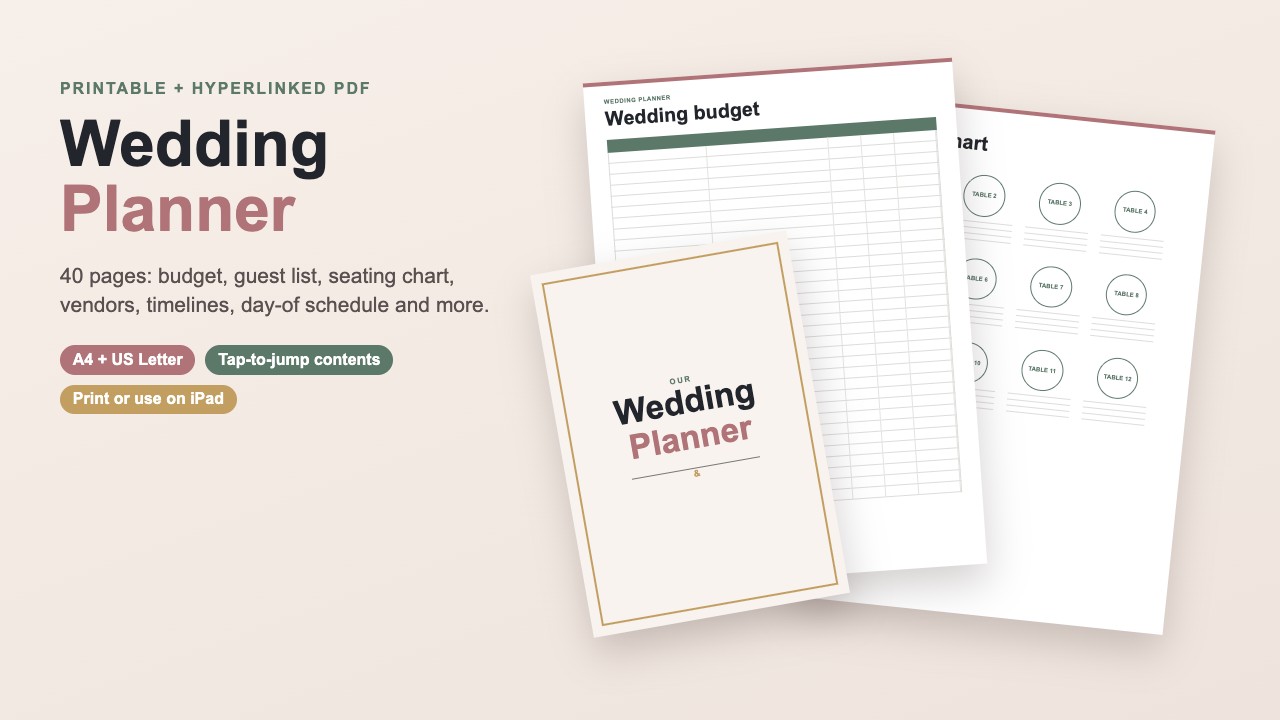 PRINTABLE + HYPERLINKED PDF
Wedding
Planner
40 pages: budget, guest list, seating chart,
vendors, timelines, day-of schedule and more.
A4 + US Letter
Tap-to-jump contents
Print or use on iPad
WEDDING PLANNER
Wedding budget
OUR
Wedding
Planner
&
TABLE 2
TABLE 3
TABLE 4
TABLE 7
TABLE 8
10
TABLE 11
TABLE 12